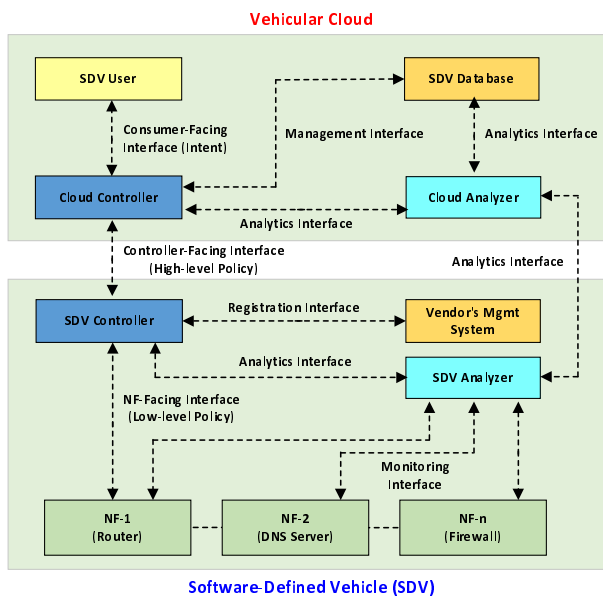 Vehicular Cloud
SDV User
SDV Database
Consumer-Facing
Interface (Intent)
Management Interface
Analytics Interface
Cloud Controller
Cloud Analyzer
Analytics Interface
Controller-Facing Interface
(High-level Policy)
Analytics Interface
SDV Controller
Registration Interface
Vendor's Mgmt
System
Analytics Interface
SDV Analyzer
NF-Facing Interface
(Low-level Policy)
Monitoring
Interface
NF-1
(Router)
NF-2
(DNS Server)
NF-n
(Firewall)
Software-Defined Vehicle (SDV)